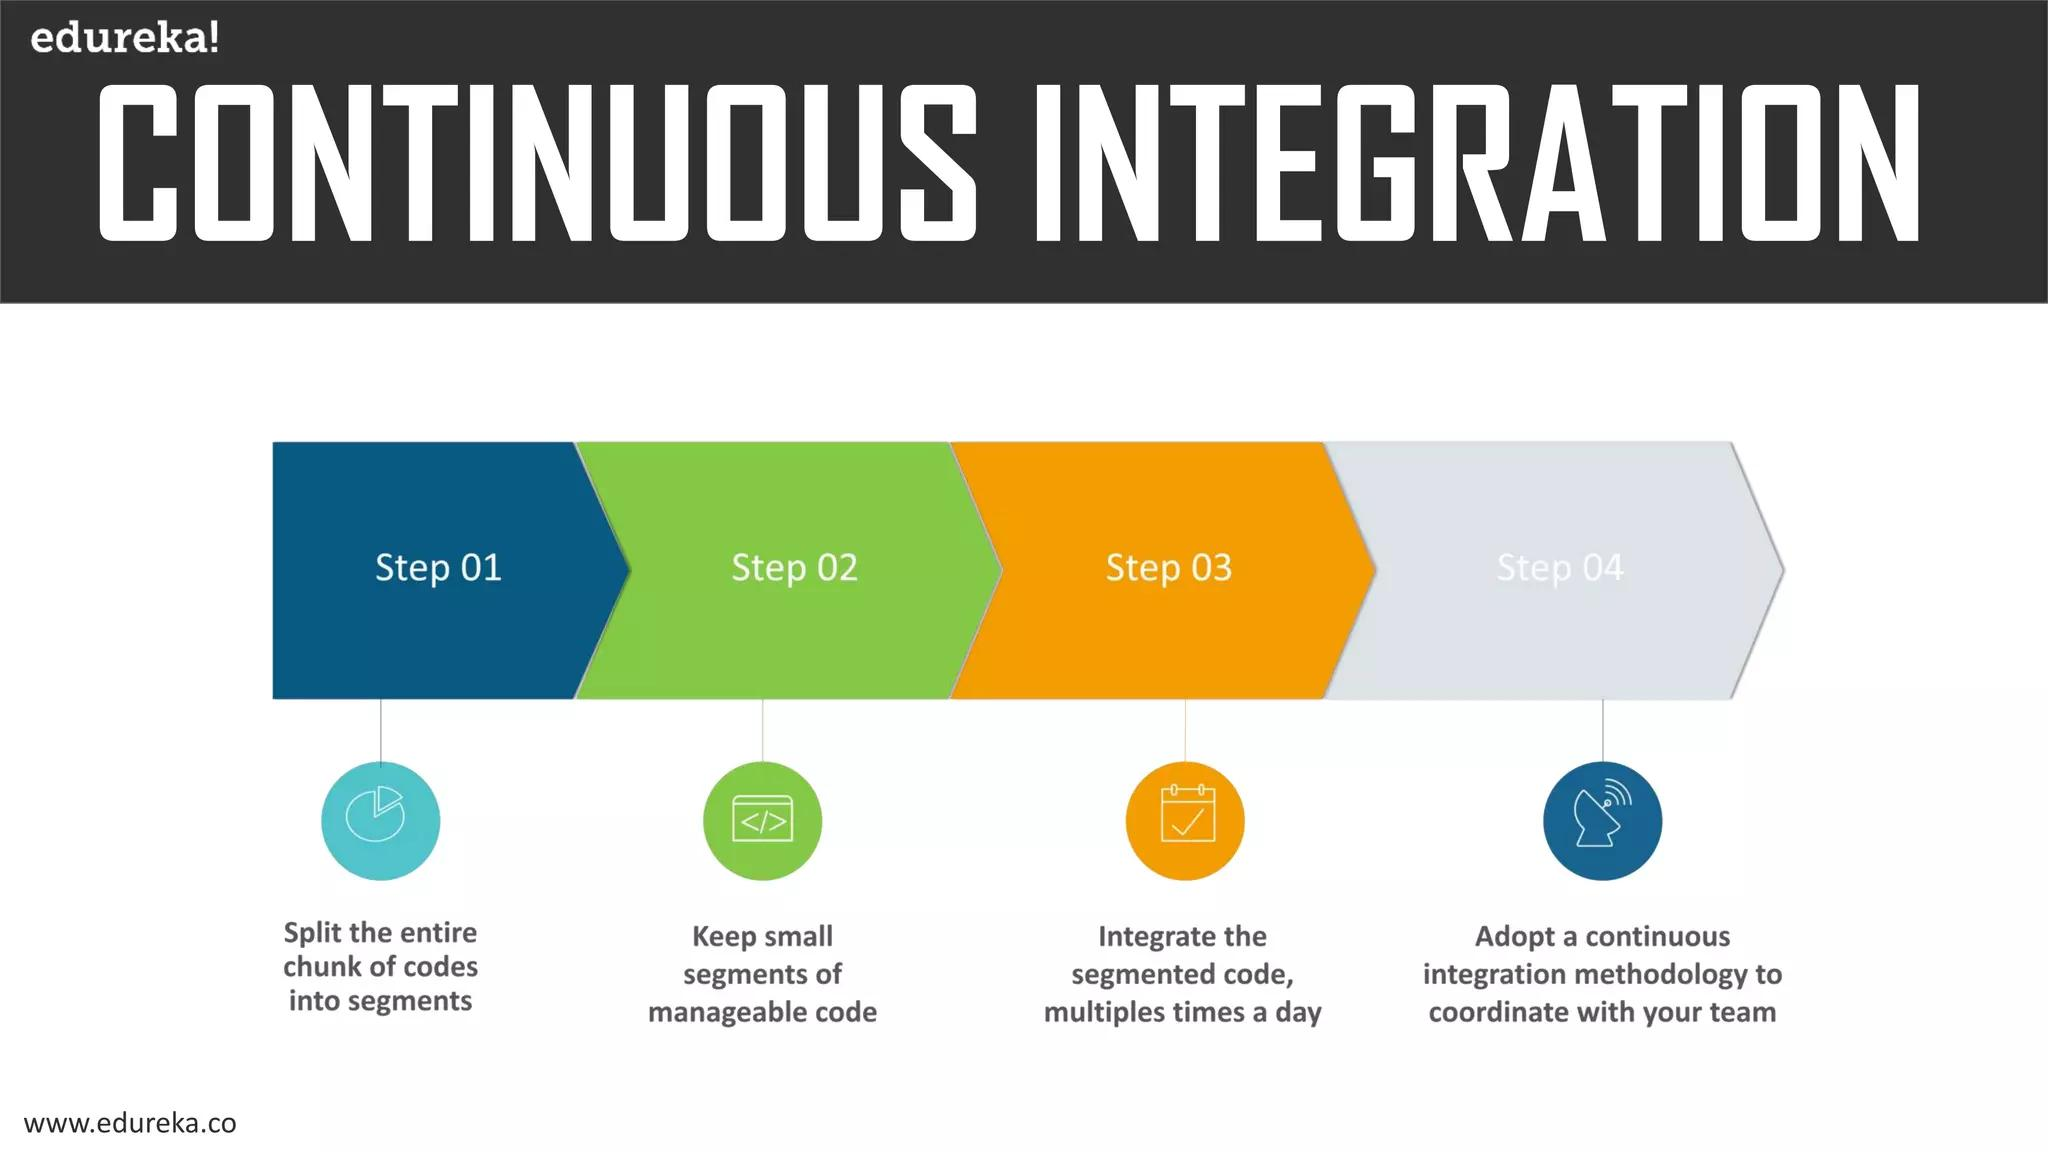 edureka!
CONTINUOUS INTEGRATION
Step 01
Step 02
Step 03
Step 04
</>
Split the entire
chunk of codes
into segments
Keep small
segments of
manageable code
Integrate the
segmented code,
multiples times a day
Adopt a continuous
integration methodology to
coordinate with your team
www.edureka.co